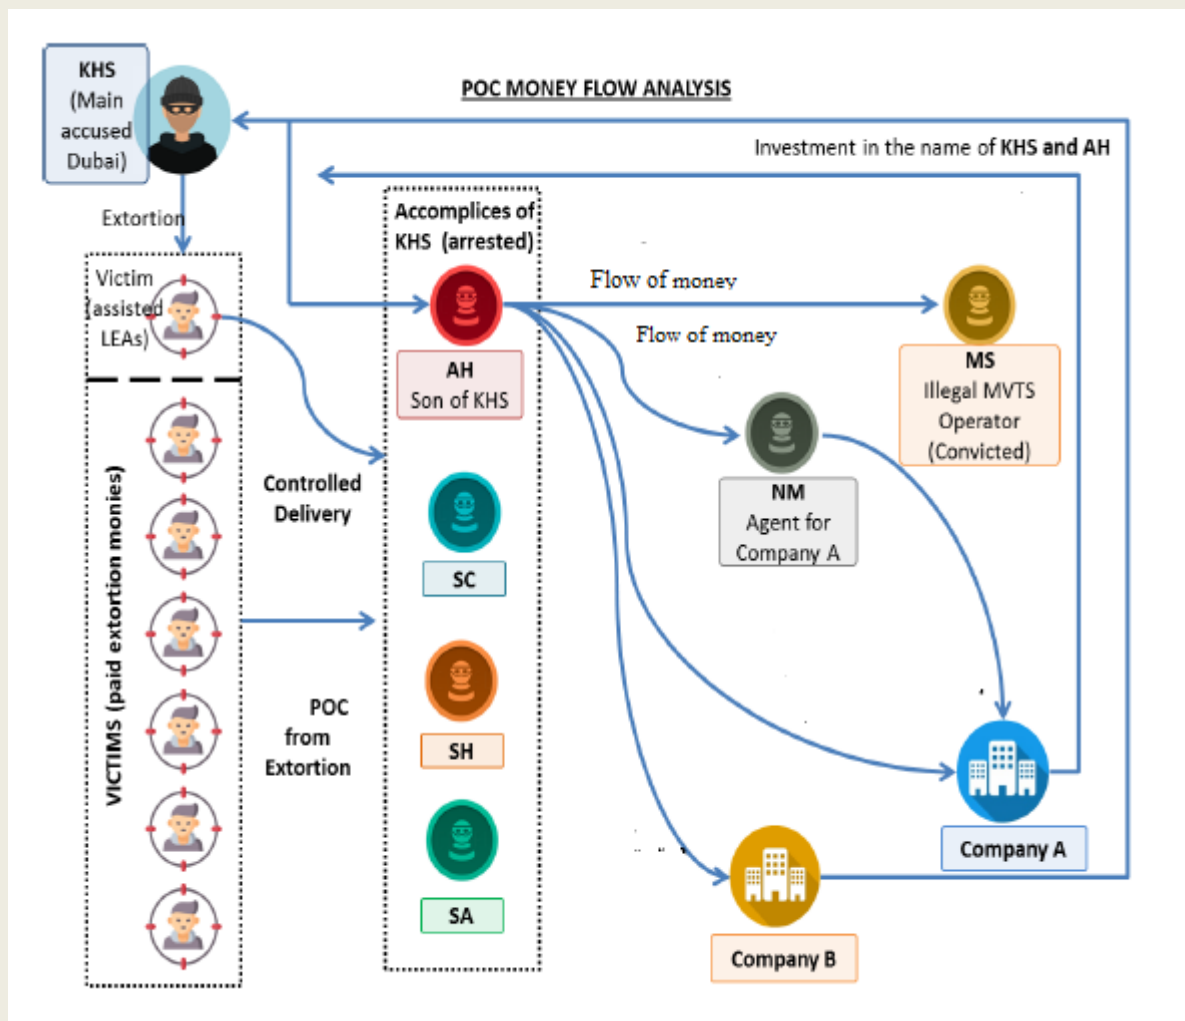 POC MONEY FLOW ANALYSIS
KHS
(Main
accused
Dubai)
Investment in the name of KHS and AH
Extortion
Victim
(assisted
LEAs)
VICTIMS (paid extortion monies)
Controlled
Delivery
POC
from
Extortion
Accomplices of
KHS (arrested)
AH
Son of KHS
SC
SH
SA
Flow of money
Flow of money
MS
Illegal MVTS
Operator
(Convicted)
NM
Agent for
Company A
Company A
Company B